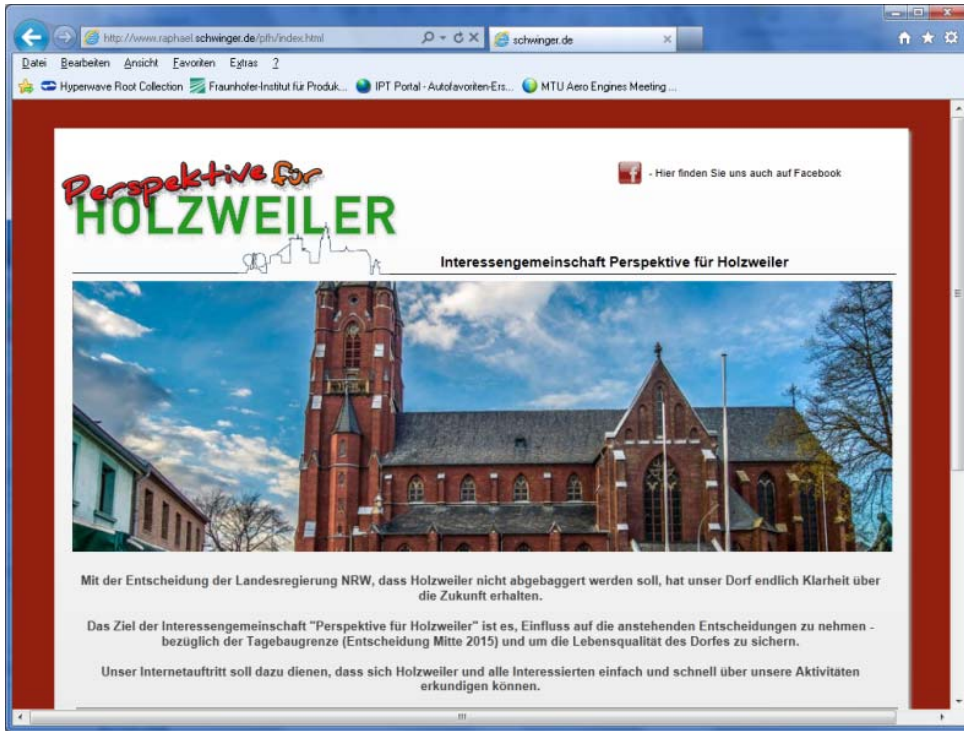 http://www.raphael.schwinger.de/pfh/index.html
schwinger.de
Datei Bearbeiten Ansicht Favoriten Extras ?
Hyperwave Root Collection Fraunhofer-Institut für Produk... IPT Portal - Autofavoriten-Ers... MTU Aero Engines Meeting ...
Perspektive für
HOLZWEILER
f - Hier finden Sie uns auch auf Facebook
Interessengemeinschaft Perspektive für Holzweiler
Mit der Entscheidung der Landesregierung NRW, dass Holzweiler nicht abgebaggert werden soll, hat unser Dorf endlich Klarheit über
die Zukunft erhalten.
Das Ziel der Interessengemeinschaft "Perspektive für Holzweiler" ist es, Einfluss auf die anstehenden Entscheidungen zu nehmen -
bezüglich der Tagebaugrenze (Entscheidung Mitte 2015) und um die Lebensqualität des Dorfes zu sichern.
Unser Internetauftritt soll dazu dienen, dass sich Holzweiler und alle Interessierten einfach und schnell über unsere Aktivitäten
erkundigen können.